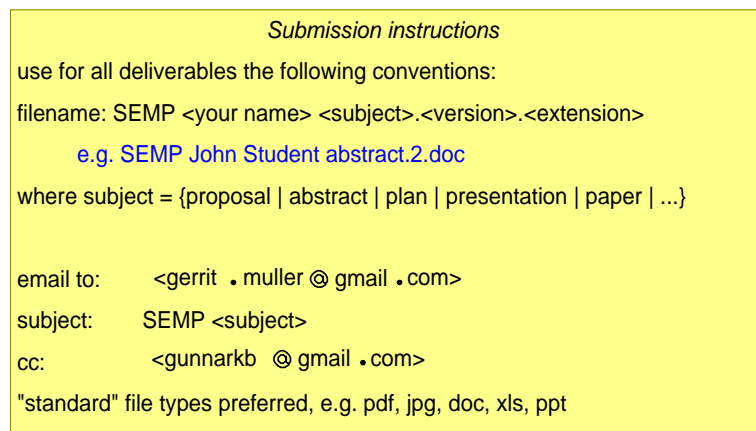 Submission instructions
use for all deliverables the following conventions:
filename: SEMP <your name> <subject>.<version>.<extension>
e.g. SEMP John Student abstract.2.doc
where subject = {proposal | abstract | plan | presentation | paper | ...}
email to: <gerrit . muller @ gmail . com>
subject: SEMP <subject>
cc: <gunnarkb @ gmail . com>
"standard" file types preferred, e.g. pdf, jpg, doc, xls, ppt